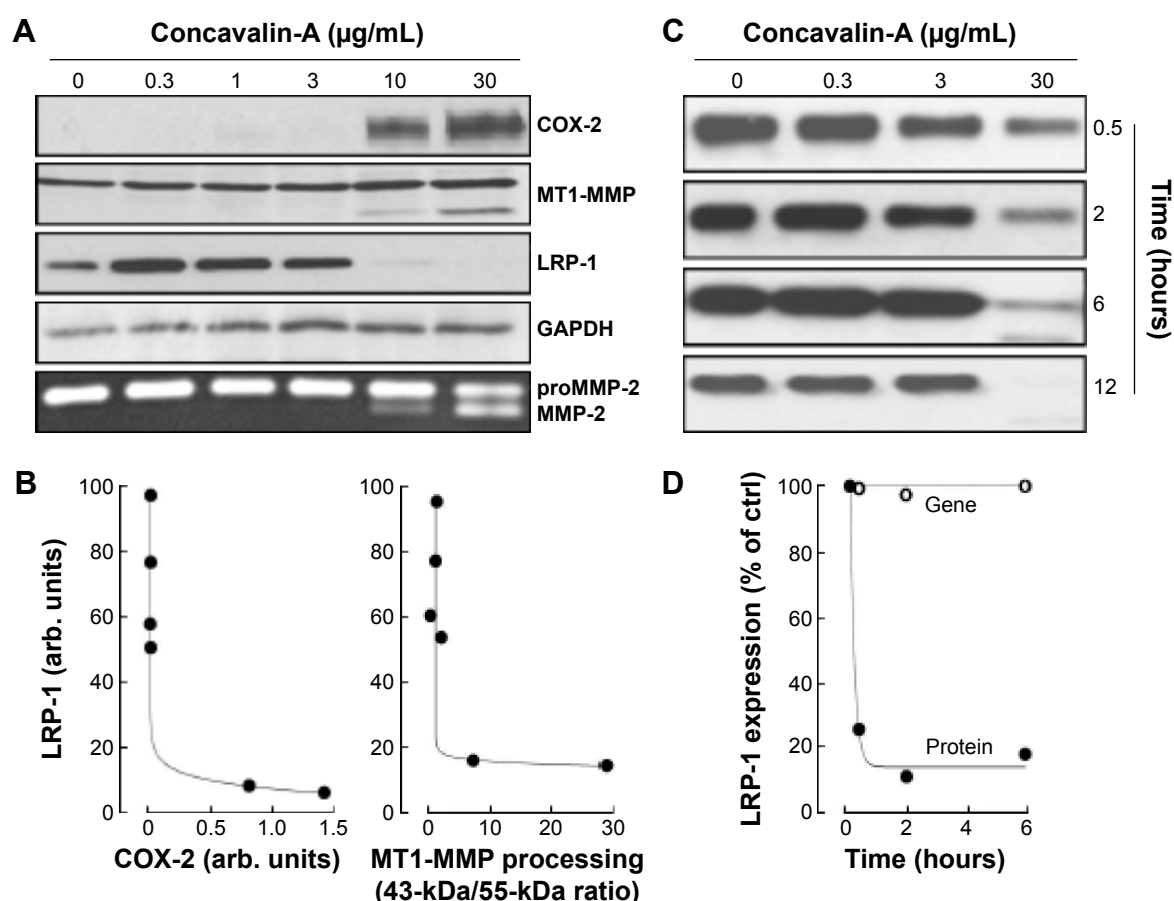 A
Concavalin-A (µg/mL)
0 0.3 1 3 10 30
COX-2
MT1-MMP
LRP-1
GAPDH
proMMP-2
MMP-2
C
Concavalin-A (µg/mL)
0 0.3 3 30
0.5
2
6
12
Time (hours)
B
LRP-1 (arb. units)
100
80
60
40
20
0
0 0.5 1.0 1.5
COX-2 (arb. units)
100
80
60
40
20
0
0 10 20 30
MT1-MMP processing
(43-kDa/55-kDa ratio)
D
LRP-1 expression (% of ctrl)
100
80
60
40
20
0
Gene
Protein
0 2 4 6
Time (hours)